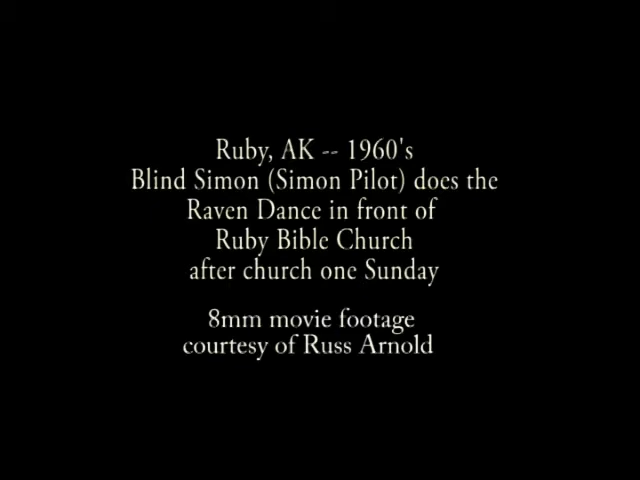 Ruby, AK -- 1960's
Blind Simon (Simon Pilot) does the
Raven Dance in front of
Ruby Bible Church
after church one Sunday
8mm movie footage
courtesy of Russ Arnold